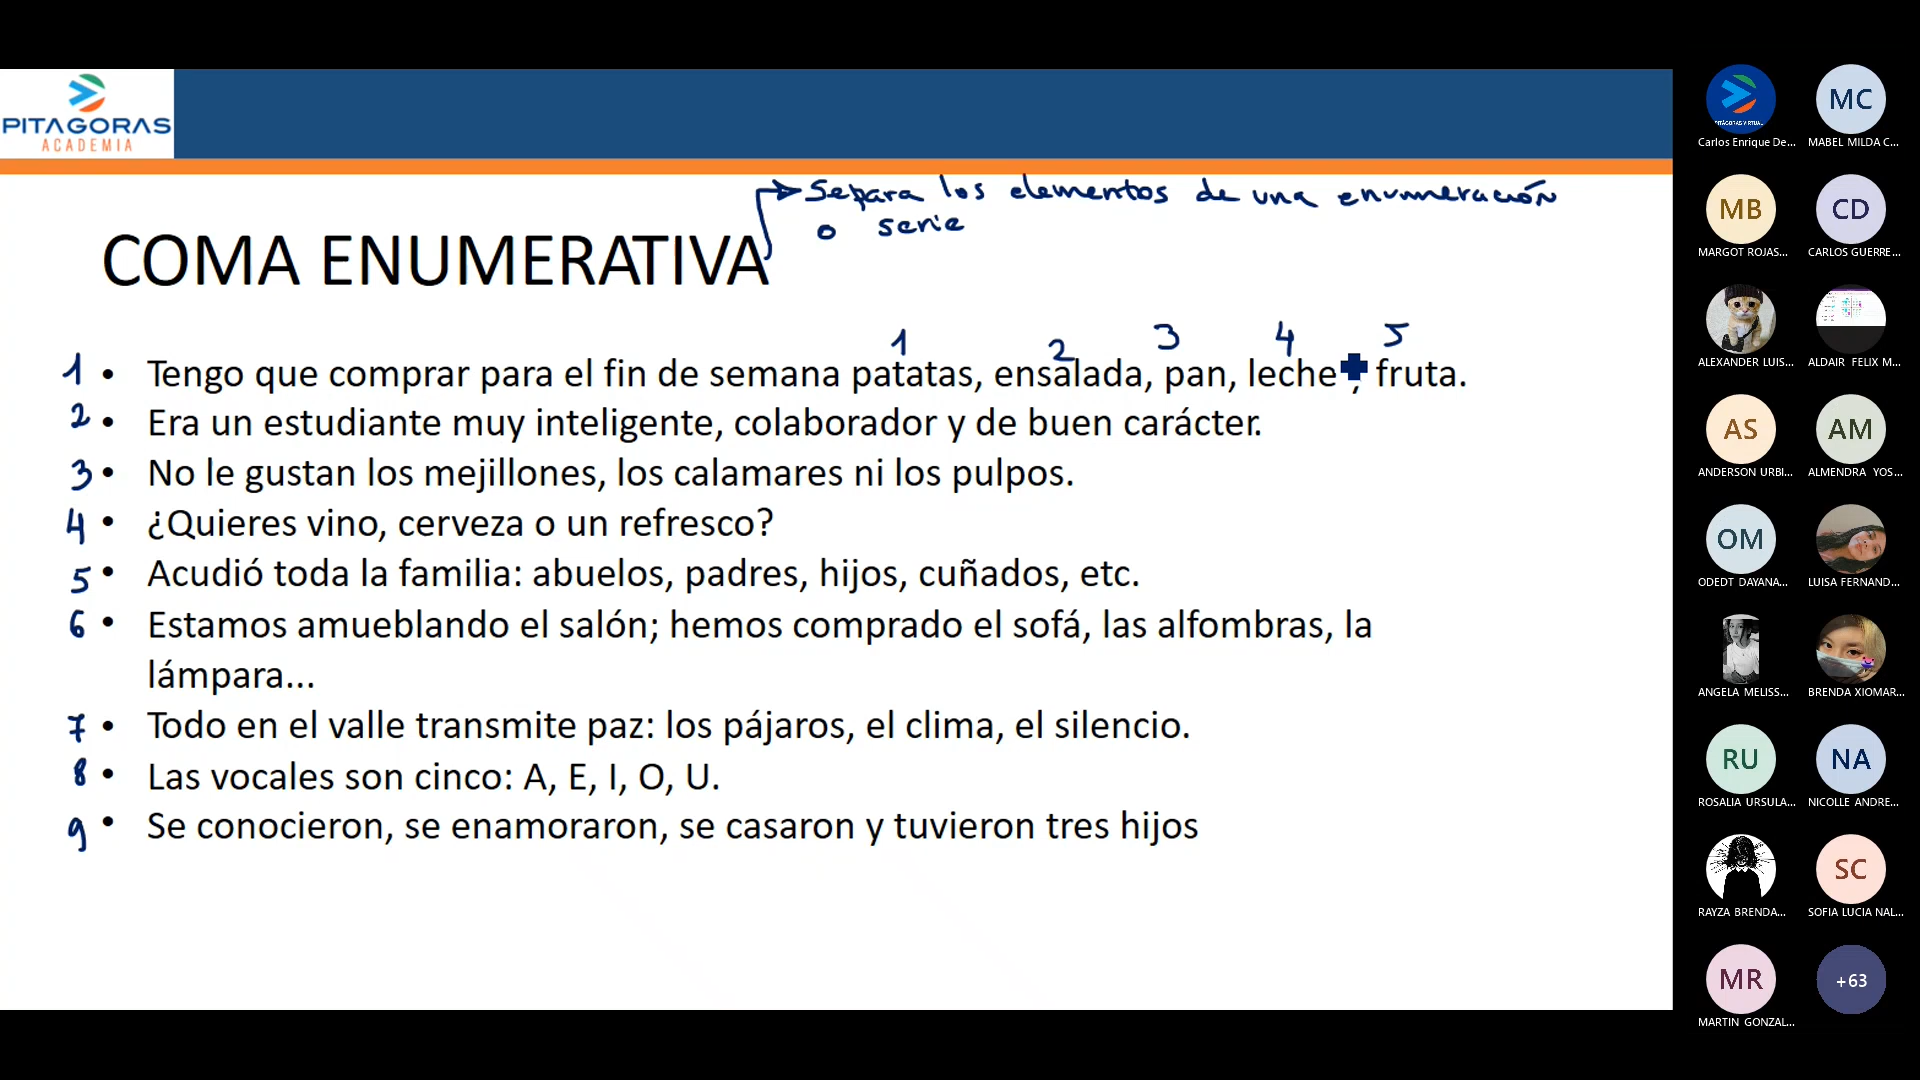 PITAGORAS
ACADEMIA
Separa los elementos de una enumeración
o serie
COMA ENUMERATIVA
1 2 3 4 5
1 • Tengo que comprar para el fin de semana patatas, ensalada, pan, leche , fruta.
2 • Era un estudiante muy inteligente, colaborador y de buen carácter.
3 • No le gustan los mejillones, los calamares ni los pulpos.
4 • ¿Quieres vino, cerveza o un refresco?
5 • Acudió toda la familia: abuelos, padres, hijos, cuñados, etc.
6 • Estamos amueblando el salón; hemos comprado el sofá, las alfombras, la
lámpara...
7 • Todo en el valle transmite paz: los pájaros, el clima, el silencio.
8 • Las vocales son cinco: A, E, I, O, U.
9 • Se conocieron, se enamoraron, se casaron y tuvieron tres hijos
PITÁGORAS VIRTUAL
MC
Carlos Enrique De...
MABEL MILDA C...
MB
CD
MARGOT ROJAS...
CARLOS GUERRE...
ALEXANDER LUIS...
ALDAIR FELIX M...
AS
AM
ANDERSON URBI...
ALMENDRA YOS...
OM
ODEDT DAYANA...
LUISA FERNAND...
ANGELA MELISS...
BRENDA XIOMAR...
RU
NA
ROSALIA URSULA...
NICOLLE ANDRE...
SC
RAYZA BRENDA...
SOFIA LUCIA NAL...
MR
+63
MARTIN GONZAL...